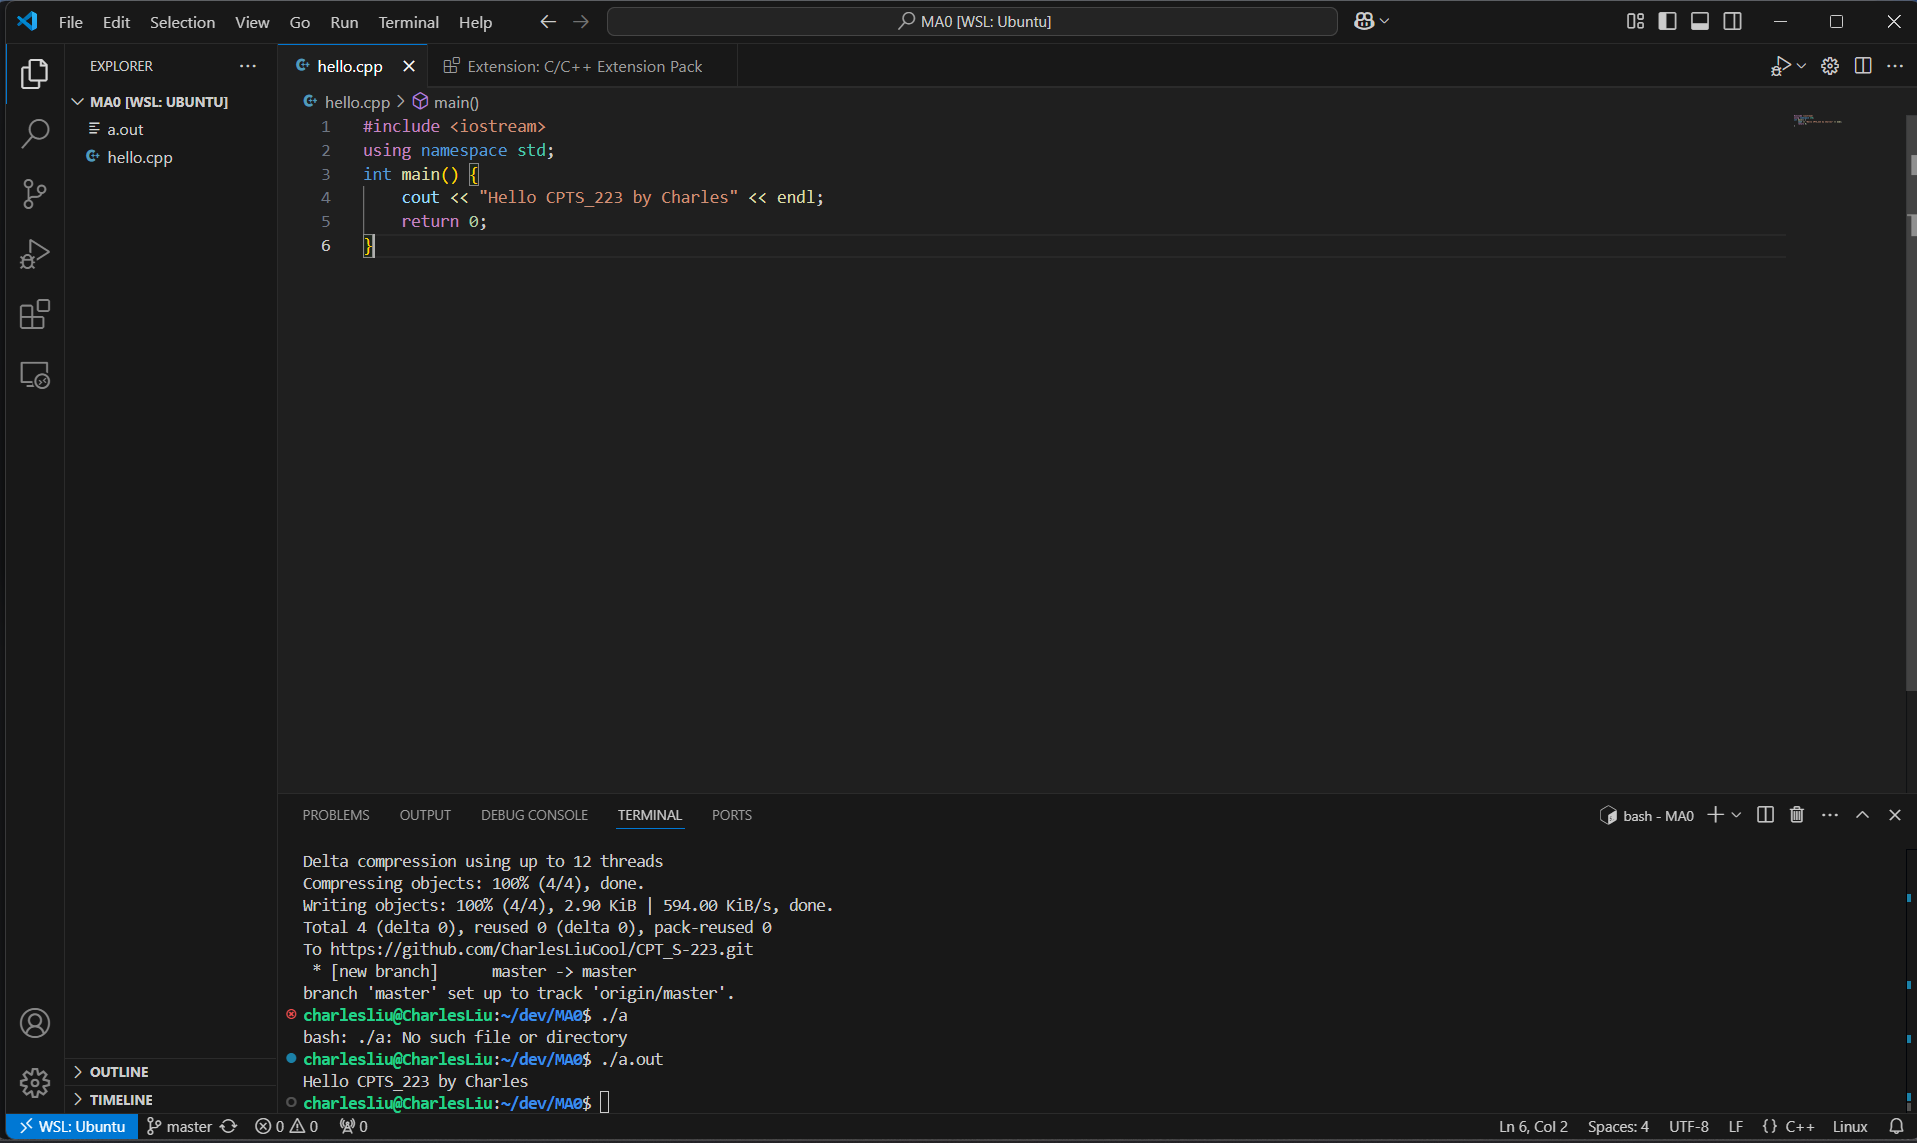 File Edit Selection View Go Run Terminal Help
MA0 [WSL: Ubuntu]
EXPLORER
MA0 [WSL: UBUNTU]
a.out
hello.cpp
OUTLINE
TIMELINE
hello.cpp
Extension: C/C++ Extension Pack
hello.cpp > main()
1 #include <iostream>
2 using namespace std;
3 int main() {
4 cout << "Hello CPTS_223 by Charles" << endl;
5 return 0;
6 }
PROBLEMS OUTPUT DEBUG CONSOLE TERMINAL PORTS
bash - MA0
Delta compression using up to 12 threads
Compressing objects: 100% (4/4), done.
Writing objects: 100% (4/4), 2.90 KiB | 594.00 KiB/s, done.
Total 4 (delta 0), reused 0 (delta 0), pack-reused 0
To https://github.com/CharlesLiuCool/CPT_S-223.git
* [new branch] master -> master
branch 'master' set up to track 'origin/master'.
charlesliu@CharlesLiu:~/dev/MA0$ ./a
bash: ./a: No such file or directory
charlesliu@CharlesLiu:~/dev/MA0$ ./a.out
Hello CPTS_223 by Charles
charlesliu@CharlesLiu:~/dev/MA0$
WSL: Ubuntu master 0 0 0 Ln 6, Col 2 Spaces: 4 UTF-8 LF {} C++ Linux